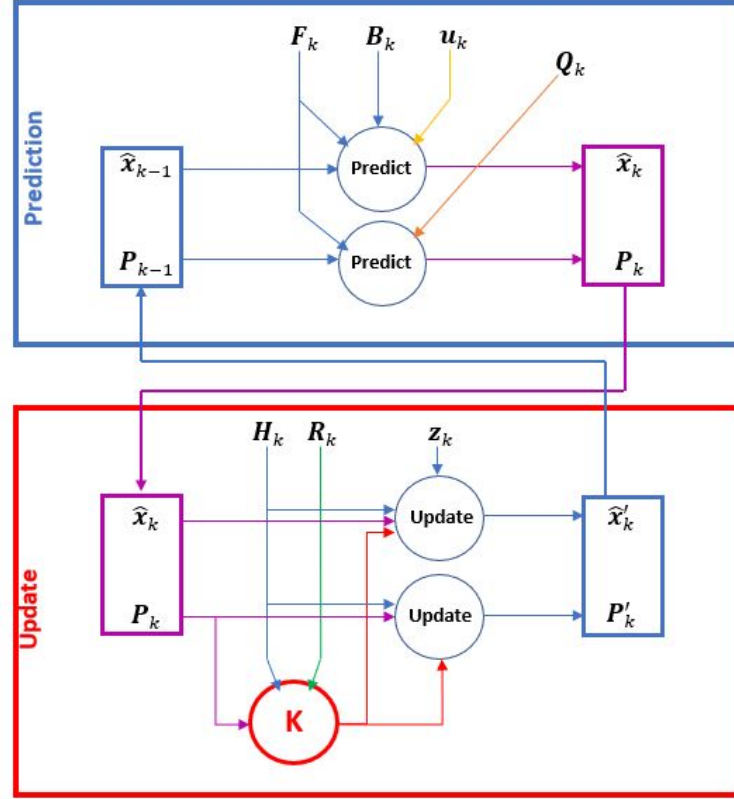 Prediction
F_k B_k u_k
Q_k
x̂_{k−1} Predict x̂_k
P_{k−1} Predict P_k
Update
H_k R_k z_k
x̂_k Update x̂′_k
P_k Update P′_k
K